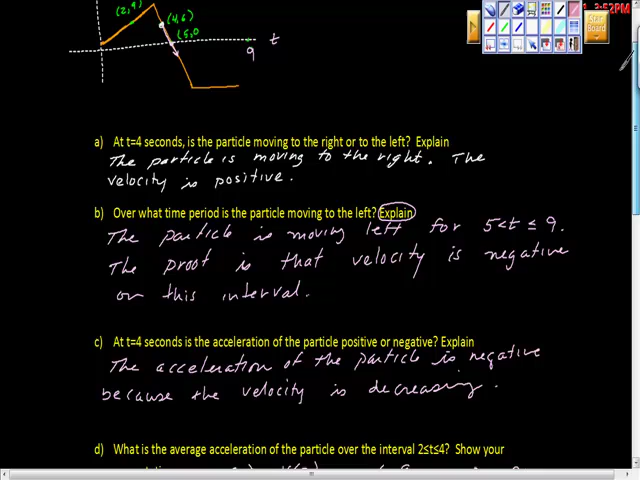 3:52PM
Star Board
(2,9)
(4,6)
(5,0
t
9
a) At t=4 seconds, is the particle moving to the right or to the left? Explain
The particle is moving to the right. The
velocity is positive.
b) Over what time period is the particle moving to the left? Explain
The particle is moving left for 5<t≤9.
The proof is that velocity is negative
on this interval.
c) At t=4 seconds is the acceleration of the particle positive or negative? Explain
The acceleration of the particle is negative
because the velocity is decreasing.
d) What is the average acceleration of the particle over the interval 2≤t≤4? Show your